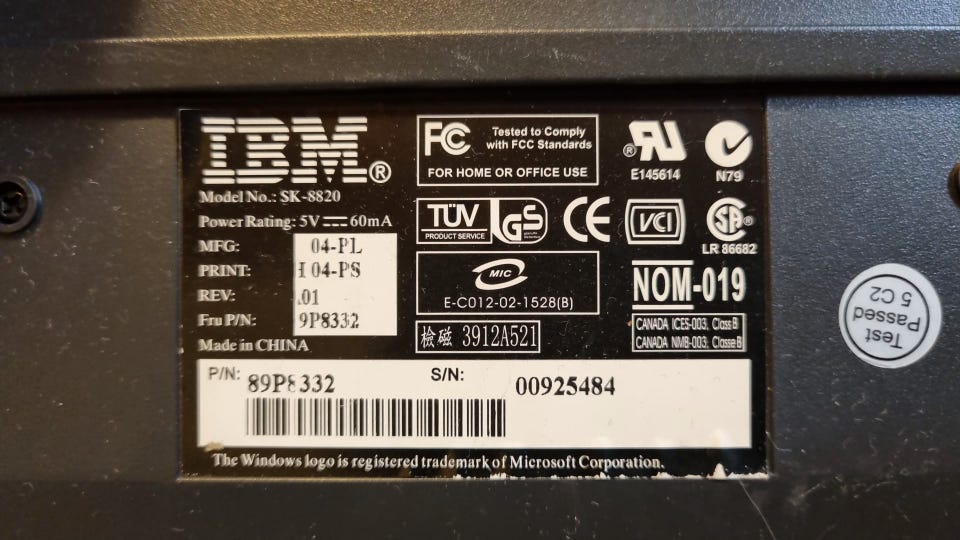 IBM®
Model No.: SK-8820
Power Rating: 5V⎓60mA
MFG: 04-PL
PRINT: 04-PS
REV: .01
Fru P/N: 9P8332
Made in CHINA
FC Tested to Comply
with FCC Standards
FOR HOME OR OFFICE USE
®
E145614
N79
TÜV
PRODUCT SERVICE
GS
CE
VCI
SA®
LR 86682
MIC
E-C012-02-1528(B)
NOM-019
檢磁 3912A521
CANADA ICES-003, Class B
CANADA NMB-003, Classe B
P/N: 89P8332 S/N: 00925484
The Windows logo is registered trademark of Microsoft Corporation.
Test
Passed
5 C2